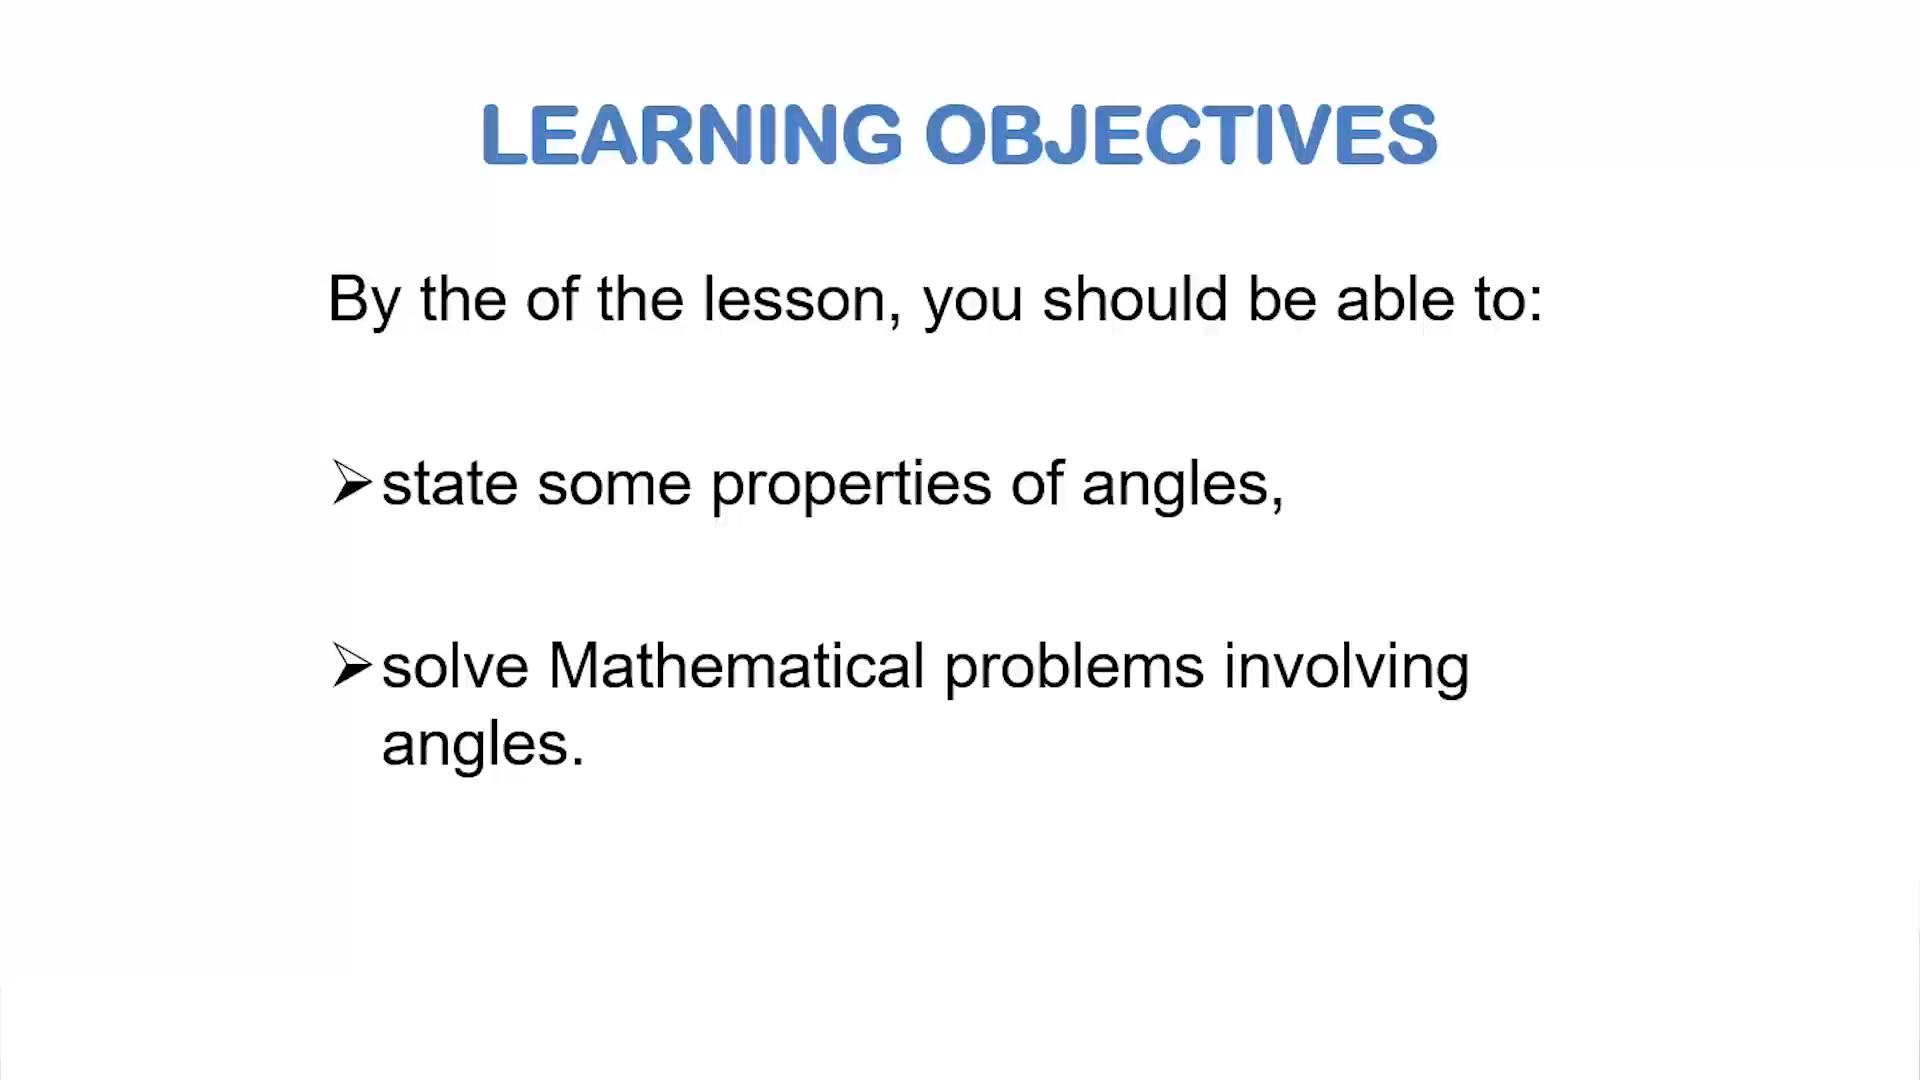 LEARNING OBJECTIVES
By the of the lesson, you should be able to:
➢state some properties of angles,
➢solve Mathematical problems involving
angles.